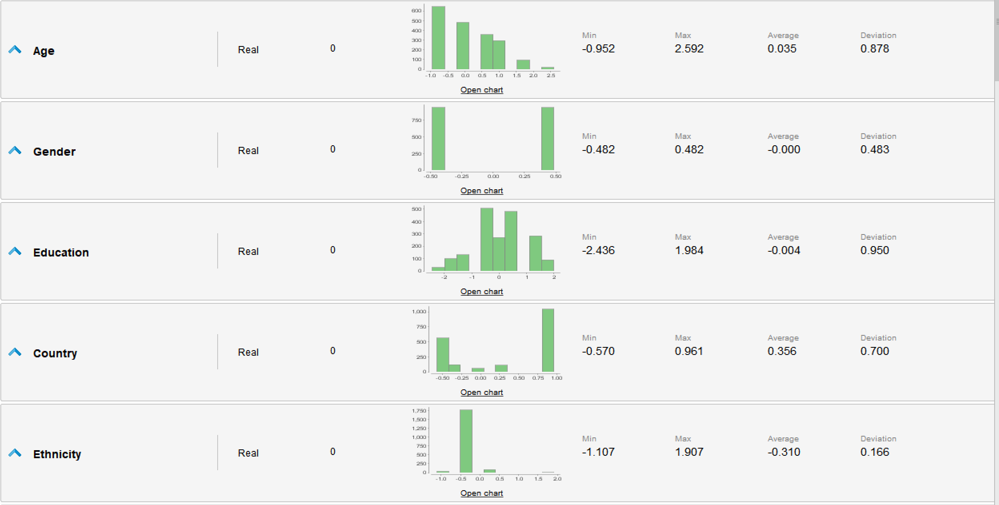 600
500
400
300
200
100
0
-1.0 -0.5 0.0 0.5 1.0 1.5 2.0 2.5
Age Real 0
Min Max Average Deviation
-0.952 2.592 0.035 0.878
Open chart
750
500
250
0
-0.50 -0.25 0.00 0.25 0.50
Gender Real 0
Min Max Average Deviation
-0.482 0.482 -0.000 0.483
Open chart
500
400
300
200
100
0
-2 -1 0 1 2
Education Real 0
Min Max Average Deviation
-2.436 1.984 -0.004 0.950
Open chart
1,000
750
500
250
0
-0.50 -0.25 0.00 0.25 0.50 0.75 1.00
Country Real 0
Min Max Average Deviation
-0.570 0.961 0.356 0.700
Open chart
1,750
1,500
1,250
1,000
750
500
250
0
-1.0 -0.5 0.0 0.5 1.0 1.5 2.0
Ethnicity Real 0
Min Max Average Deviation
-1.107 1.907 -0.310 0.166
Open chart